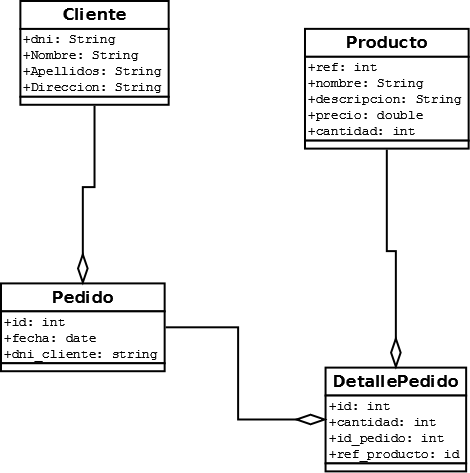 Cliente
+dni: String
+Nombre: String
+Apellidos: String
+Direccion: String
Producto
+ref: int
+nombre: String
+descripcion: String
+precio: double
+cantidad: int
Pedido
+id: int
+fecha: date
+dni_cliente: string
DetallePedido
+id: int
+cantidad: int
+id_pedido: int
+ref_producto: id